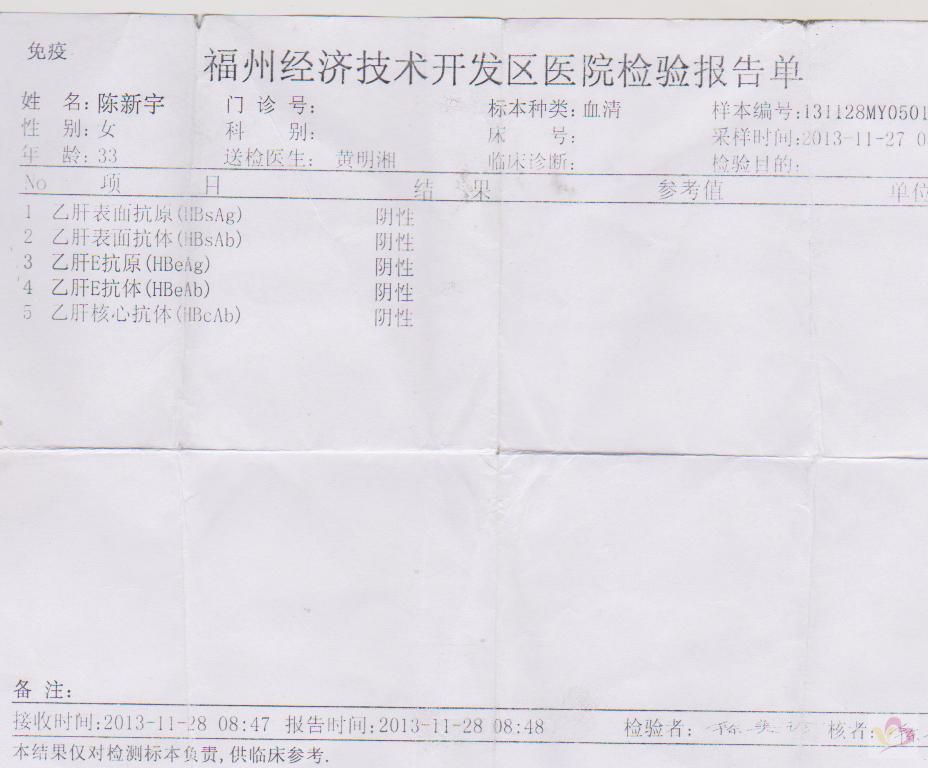 免疫
福州经济技术开发区医院检验报告单
姓 名: 陈新宇 门 诊 号: 标本种类: 血清 样本编号:131128MY0501
性 别: 女 科 别: 床 号: 采样时间:2013-11-27 0
年 龄: 33 送检医生: 黄明湘 临床诊断: 检验目的:
No 项 目 结 果 参考值 单位
1 乙肝表面抗原(HBsAg) 阴性
2 乙肝表面抗体(HBsAb) 阴性
3 乙肝E抗原(HBeAg) 阴性
4 乙肝E抗体(HBeAb) 阴性
5 乙肝核心抗体(HBcAb) 阴性
备 注:
接收时间:2013-11-28 08:47 报告时间:2013-11-28 08:48 检验者: 核者:
本结果仅对检测标本负责,供临床参考.